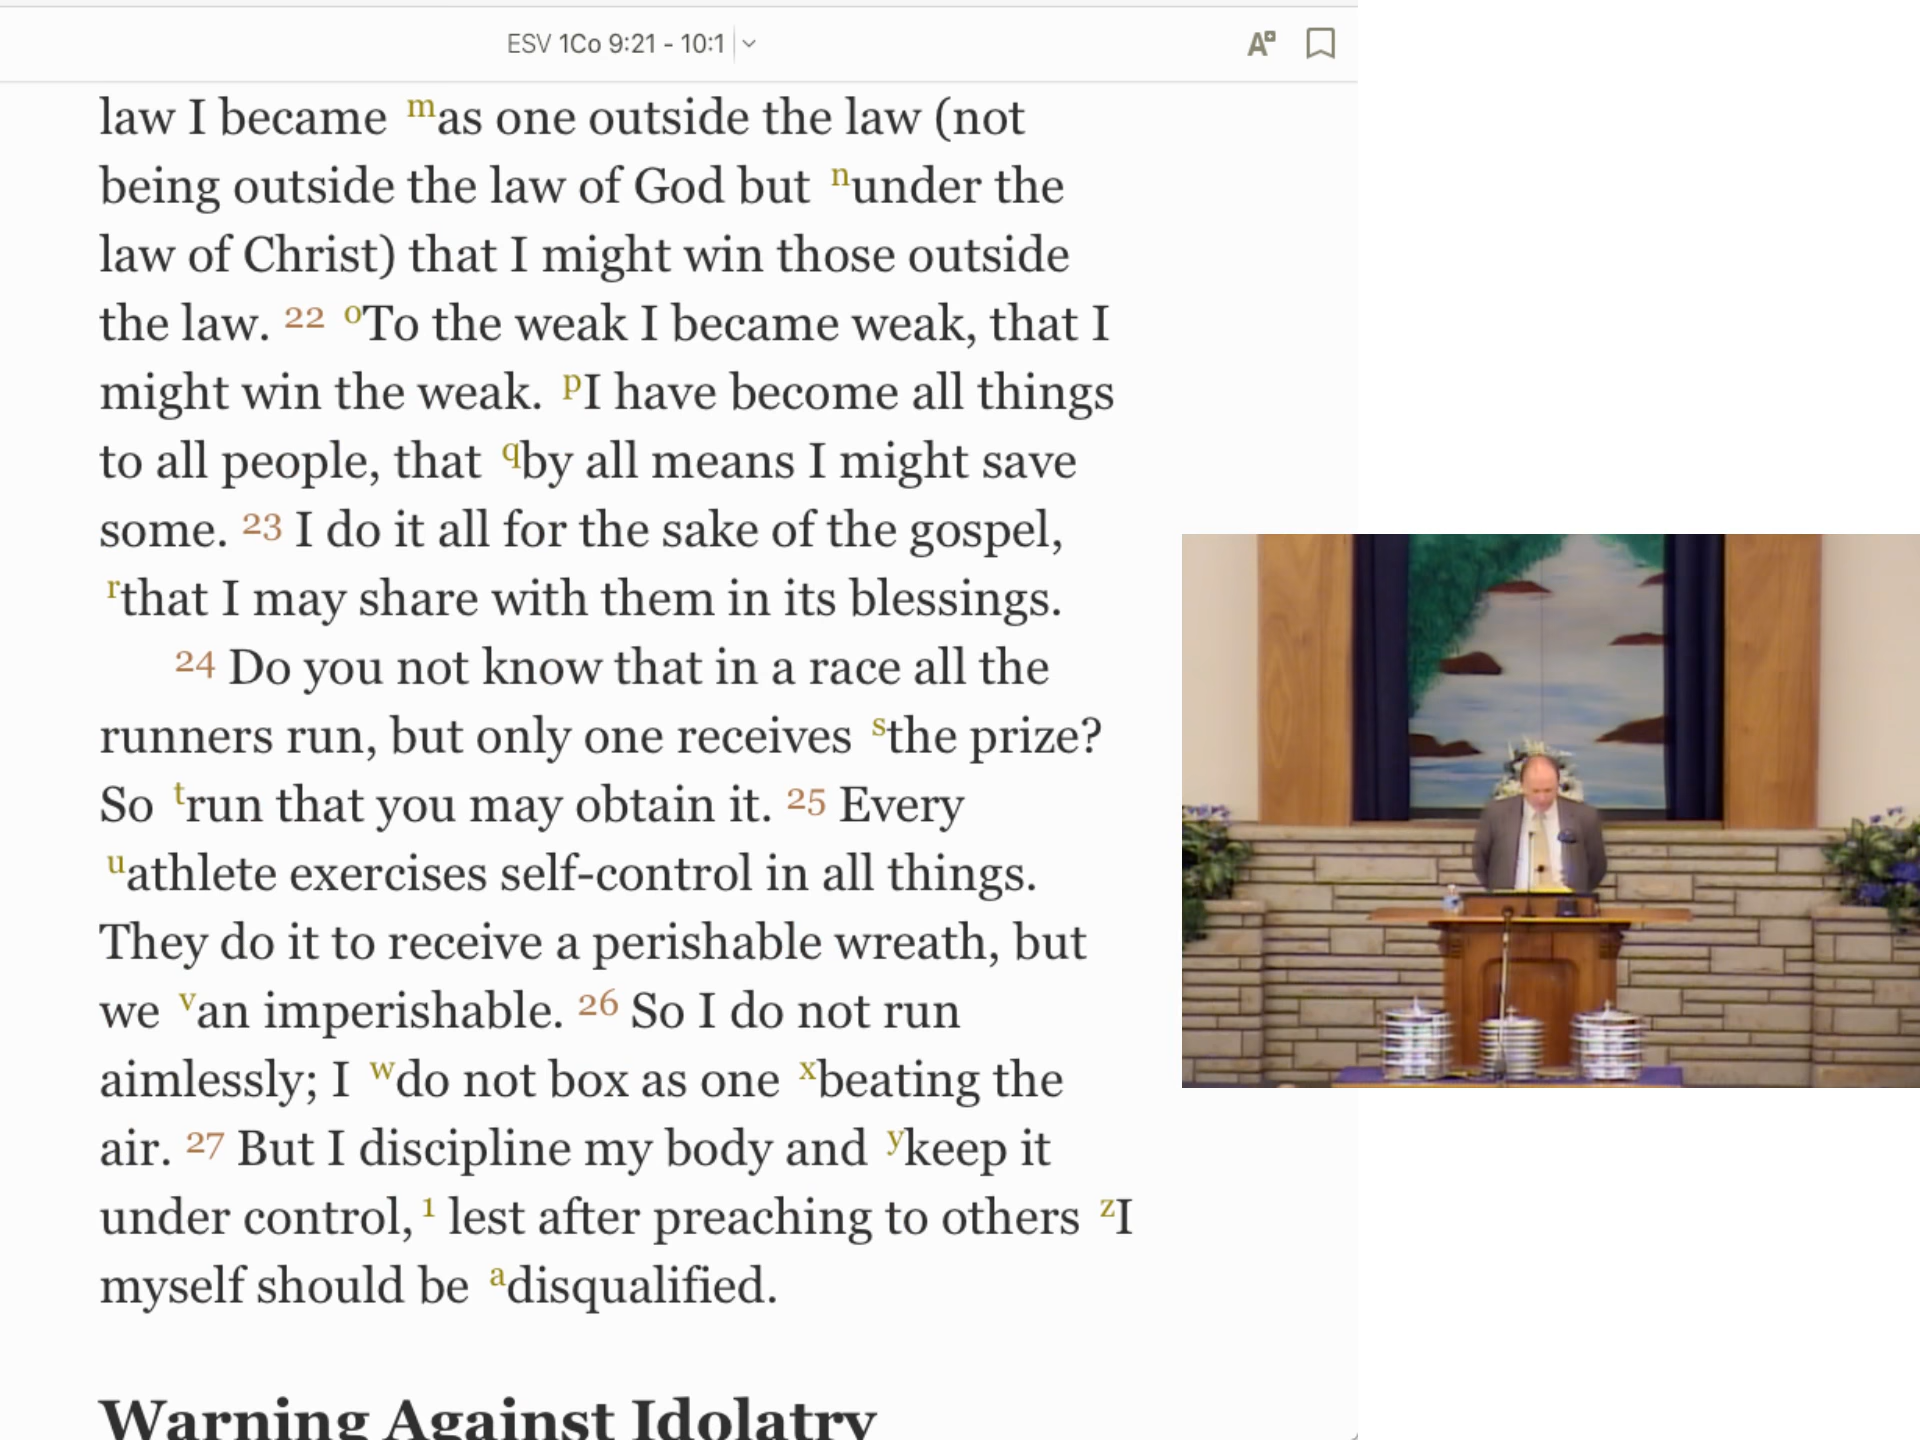 ESV 1Co 9:21 - 10:1
A
law I became mas one outside the law (not
being outside the law of God but nunder the
law of Christ) that I might win those outside
the law. 22 oTo the weak I became weak, that I
might win the weak. pI have become all things
to all people, that qby all means I might save
some. 23 I do it all for the sake of the gospel,
rthat I may share with them in its blessings.
24 Do you not know that in a race all the
runners run, but only one receives sthe prize?
So trun that you may obtain it. 25 Every
uathlete exercises self-control in all things.
They do it to receive a perishable wreath, but
we van imperishable. 26 So I do not run
aimlessly; I wdo not box as one xbeating the
air. 27 But I discipline my body and ykeep it
under control,1 lest after preaching to others zI
myself should be adisqualified.
Warning Against Idolatry